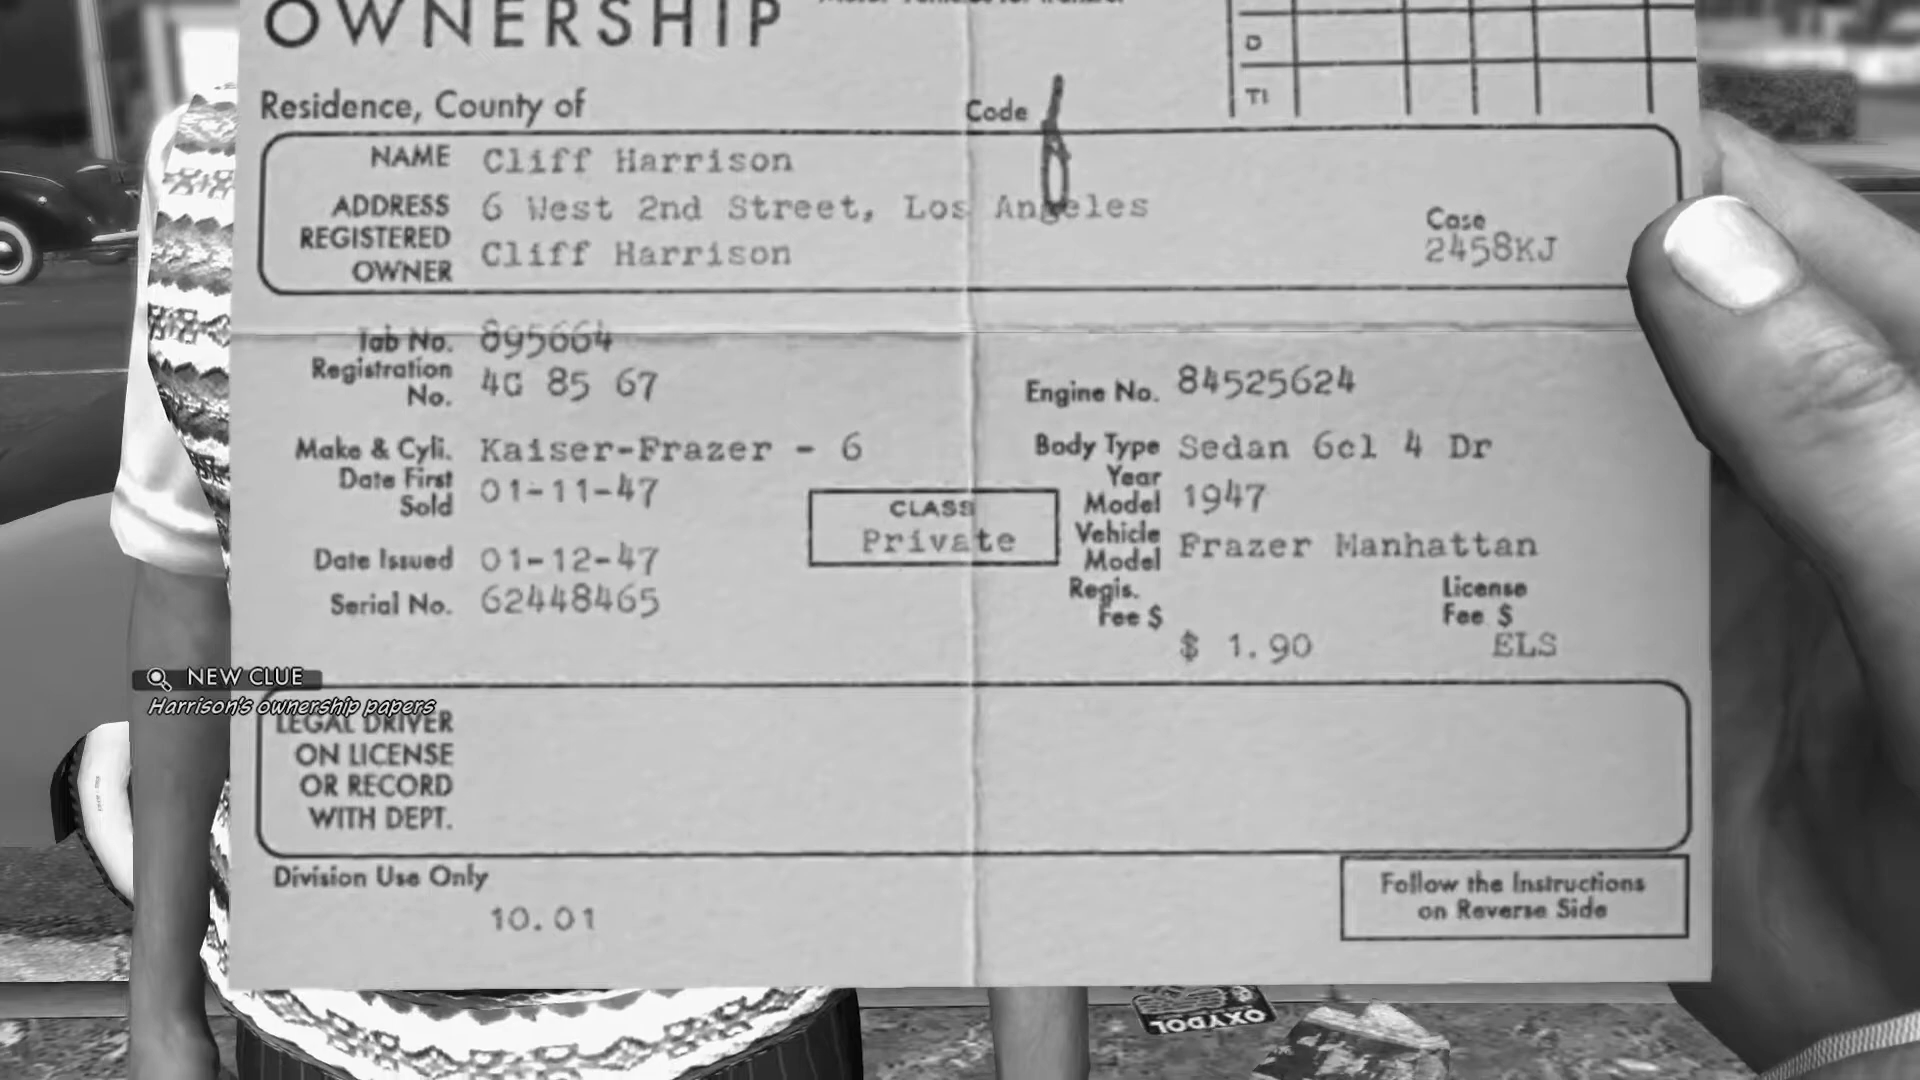 OWNERSHIP
D
TI
Residence, County of
Code
NAME Cliff Harrison
ADDRESS 6 West 2nd Street, Los Angeles
REGISTERED OWNER Cliff Harrison
Case
2458KJ
Tab No. 895664
Registration No. 4G 85 67
Engine No. 84525624
Make & Cyli. Kaiser-Frazer - 6
Body Type Sedan 6cl 4 Dr
Date First Sold 01-11-47
Year Model 1947
CLASS
Private
Vehicle Model Frazer Manhattan
Date Issued 01-12-47
Serial No. 62448465
Regis. Fee $
$ 1.90
License Fee $
ELS
NEW CLUE
Harrison's ownership papers
LEGAL DRIVER
ON LICENSE
OR RECORD
WITH DEPT.
Division Use Only
10.01
Follow the Instructions
on Reverse Side
OXYDOL